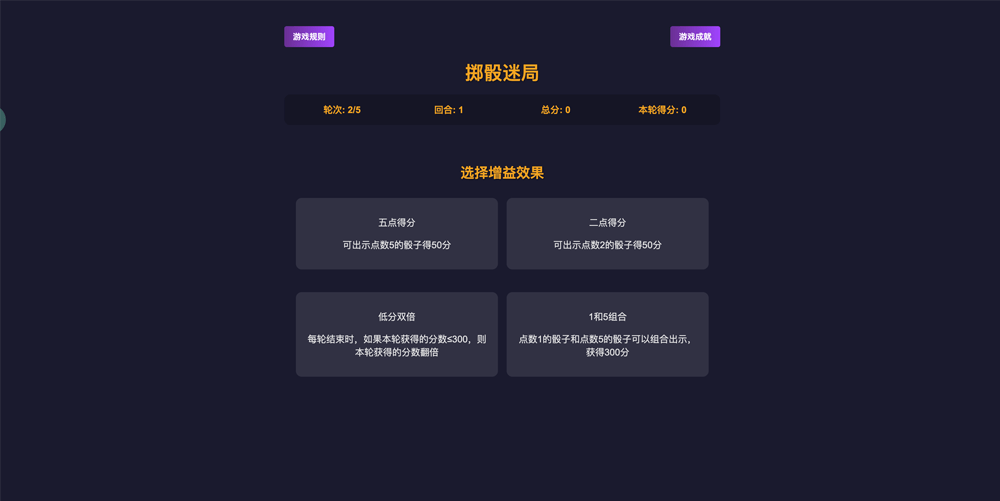 游戏规则
游戏成就
掷骰迷局
轮次: 2/5
回合: 1
总分: 0
本轮得分: 0
选择增益效果
五点得分
可出示点数5的骰子得50分
二点得分
可出示点数2的骰子得50分
低分双倍
每轮结束时，如果本轮获得的分数≤300，则
本轮获得的分数翻倍
1和5组合
点数1的骰子和点数5的骰子可以组合出示，
获得300分